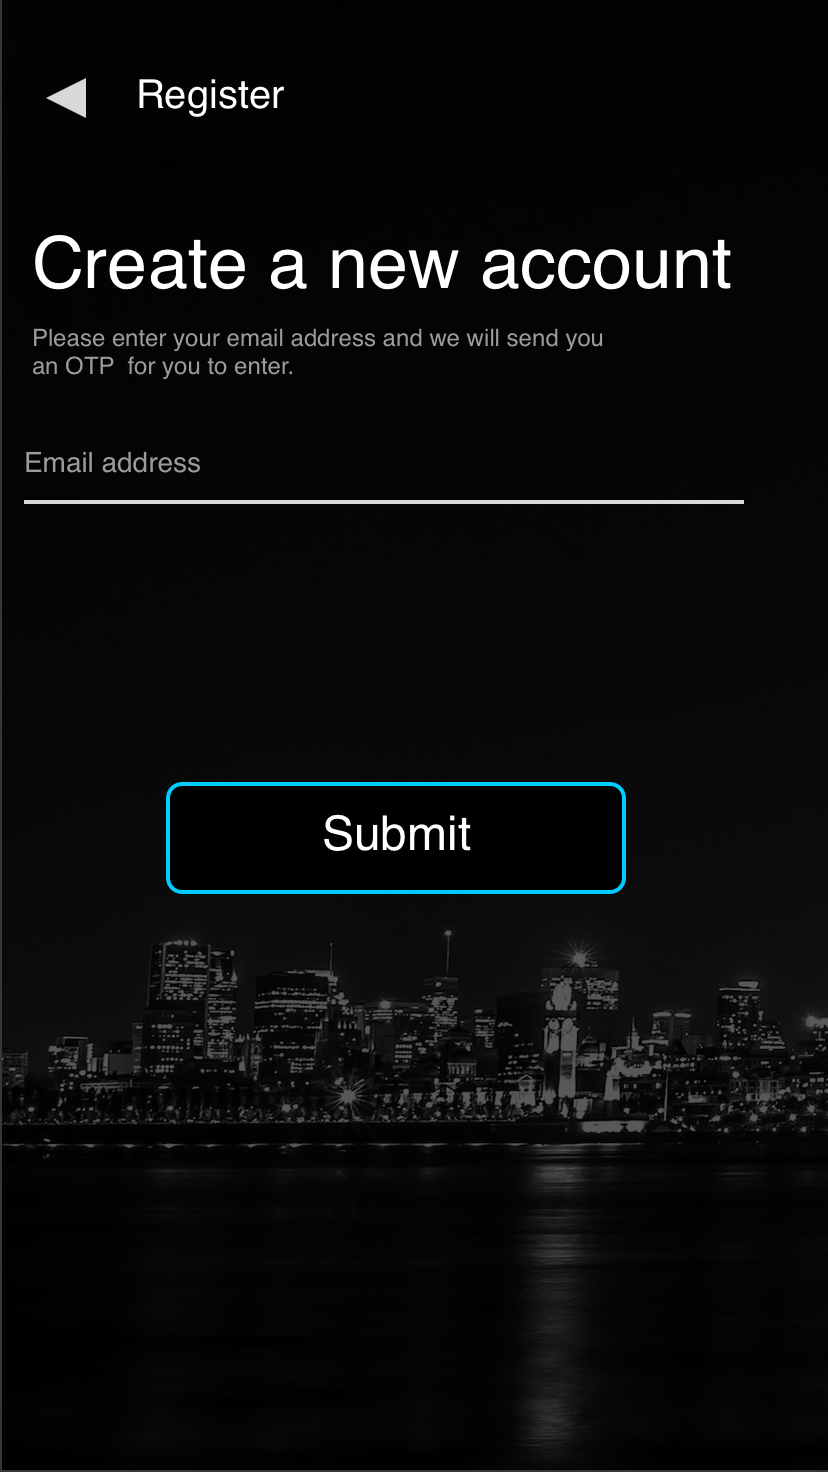 Register
Create a new account
Please enter your email address and we will send you
an OTP  for you to enter.
Email address
Submit